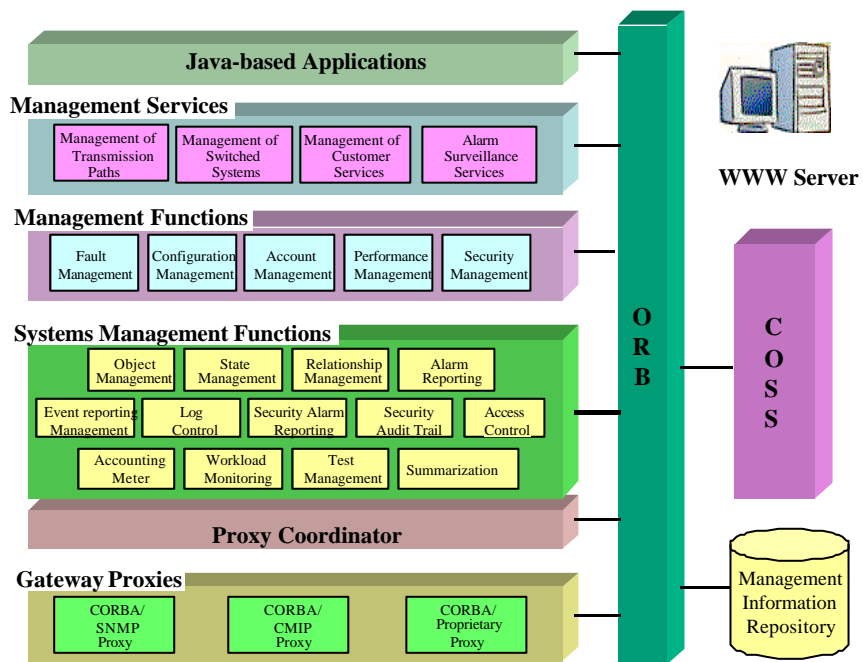 Java-based Applications
Management Services
Management of
Transmission
Paths
Management of
Switched
Systems
Management of
Customer
Services
Alarm
Surveillance
Services
Management Functions
Fault
Management
Configuration
Management
Account
Management
Performance
Management
Security
Management
Systems Management Functions
Object
Management
State
Management
Relationship
Management
Alarm
Reporting
Event reporting
Management
Log
Control
Security Alarm
Reporting
Security
Audit Trail
Access
Control
Accounting
Meter
Workload
Monitoring
Test
Management
Summarization
Proxy Coordinator
Gateway Proxies
CORBA/
SNMP
Proxy
CORBA/
CMIP
Proxy
CORBA/
Proprietary
Proxy
O
R
B
WWW Server
C
O
S
S
Management
Information
Repository